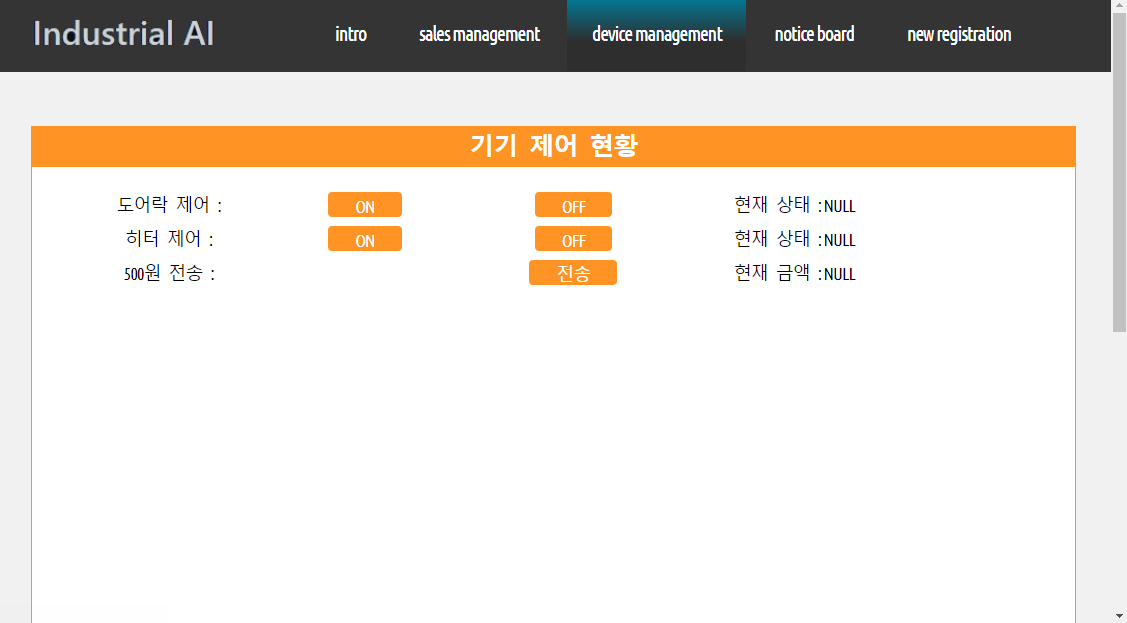 Industrial AI intro sales management device management notice board new registration
기기 제어 현황
도어락 제어 : ON OFF 현재 상태 :NULL
히터 제어 : ON OFF 현재 상태 :NULL
500원 전송 : 전송 현재 금액 :NULL